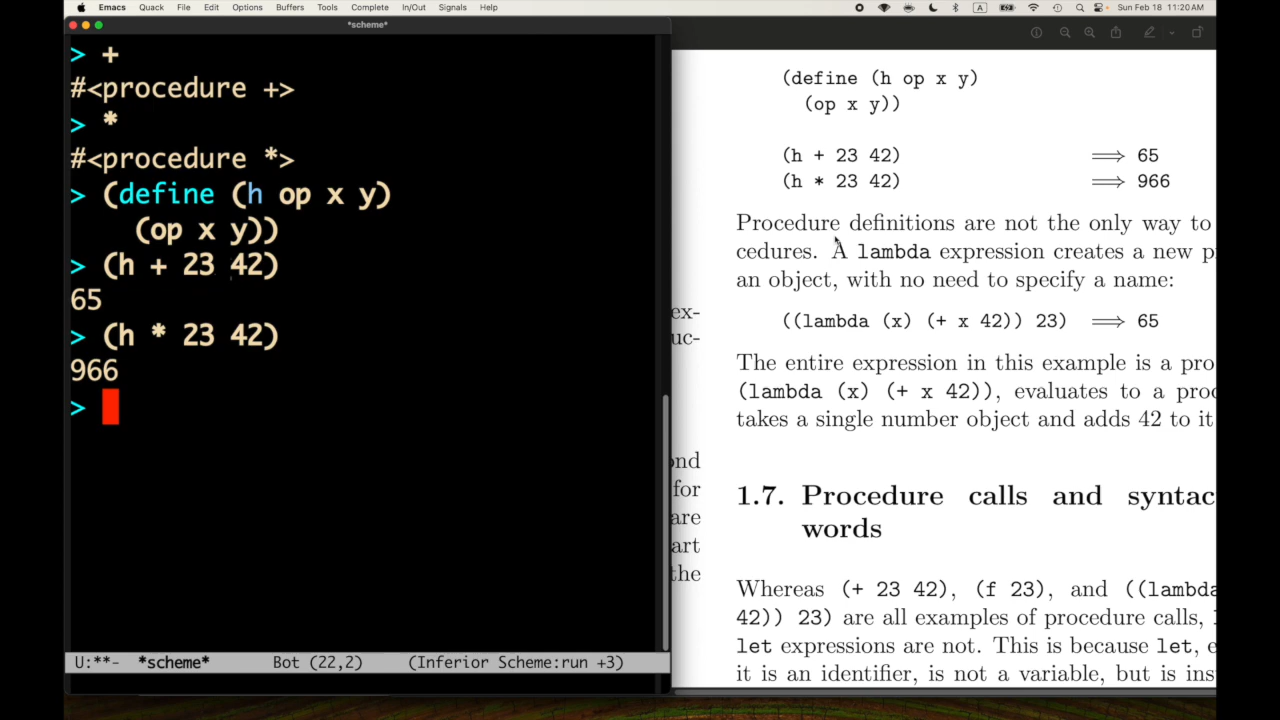 Emacs Quack File Edit Options Buffers Tools Complete In/Out Signals Help A Sun Feb 18 11:20 AM
*scheme*
> +
#<procedure +>
> *
#<procedure *>
> (define (h op x y)
(op x y))
> (h + 23 42)
65
> (h * 23 42)
966
>
U:**- *scheme* Bot (22,2) (Inferior Scheme:run +3)
(define (h op x y)
(op x y))
(h + 23 42) ⟹ 65
(h * 23 42) ⟹ 966
Procedure definitions are not the only way to
cedures. A lambda expression creates a new p
an object, with no need to specify a name:
((lambda (x) (+ x 42)) 23) ⟹ 65
The entire expression in this example is a pro
(lambda (x) (+ x 42)), evaluates to a proc
takes a single number object and adds 42 to it
1.7. Procedure calls and syntac
words
Whereas (+ 23 42), (f 23), and ((lambda
42)) 23) are all examples of procedure calls, l
let expressions are not. This is because let, e
it is an identifier, is not a variable, but is ins
ex-
uc-
ond
for
are
art
the